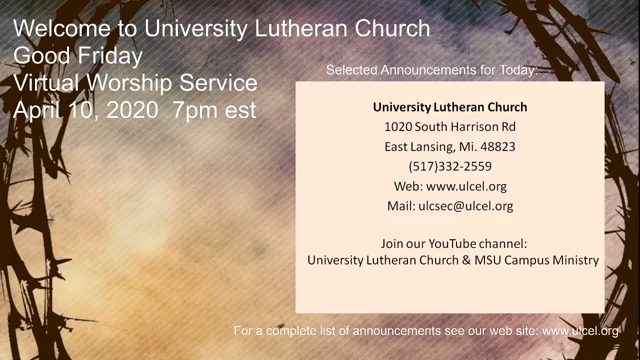 Welcome to University Lutheran Church
Good Friday
Virtual Worship Service
April 10, 2020  7pm est
Selected Announcements for Today:
University Lutheran Church
1020 South Harrison Rd
East Lansing, Mi. 48823
(517)332-2559
Web: www.ulcel.org
Mail: ulcsec@ulcel.org
Join our YouTube channel:
University Lutheran Church & MSU Campus Ministry
For a complete list of announcements see our web site: www.ulcel.org